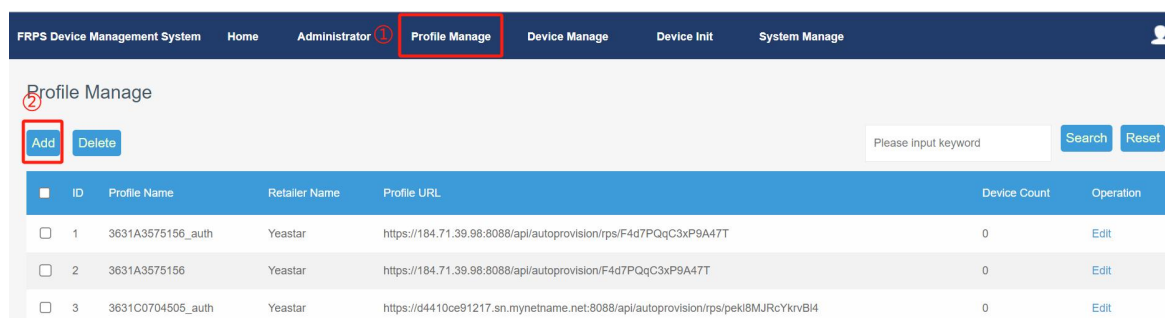 FRPS Device Management System Home Administrator ① Profile Manage Device Manage Device Init System Manage
Profile Manage
②
Add Delete Please input keyword Search Reset
ID Profile Name Retailer Name Profile URL Device Count Operation
1 3631A3575156_auth Yeastar https://184.71.39.98:8088/api/autoprovision/rps/F4d7PQqC3xP9A47T 0 Edit
2 3631A3575156 Yeastar https://184.71.39.98:8088/api/autoprovision/F4d7PQqC3xP9A47T 0 Edit
3 3631C0704505_auth Yeastar https://d4410ce91217.sn.mynetname.net:8088/api/autoprovision/rps/pekl8MJRcYkrvBl4 0 Edit